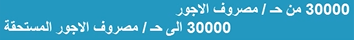 30000 من حـ / مصروف الاجور
30000 الى حـ / مصروف الاجور المستحقة